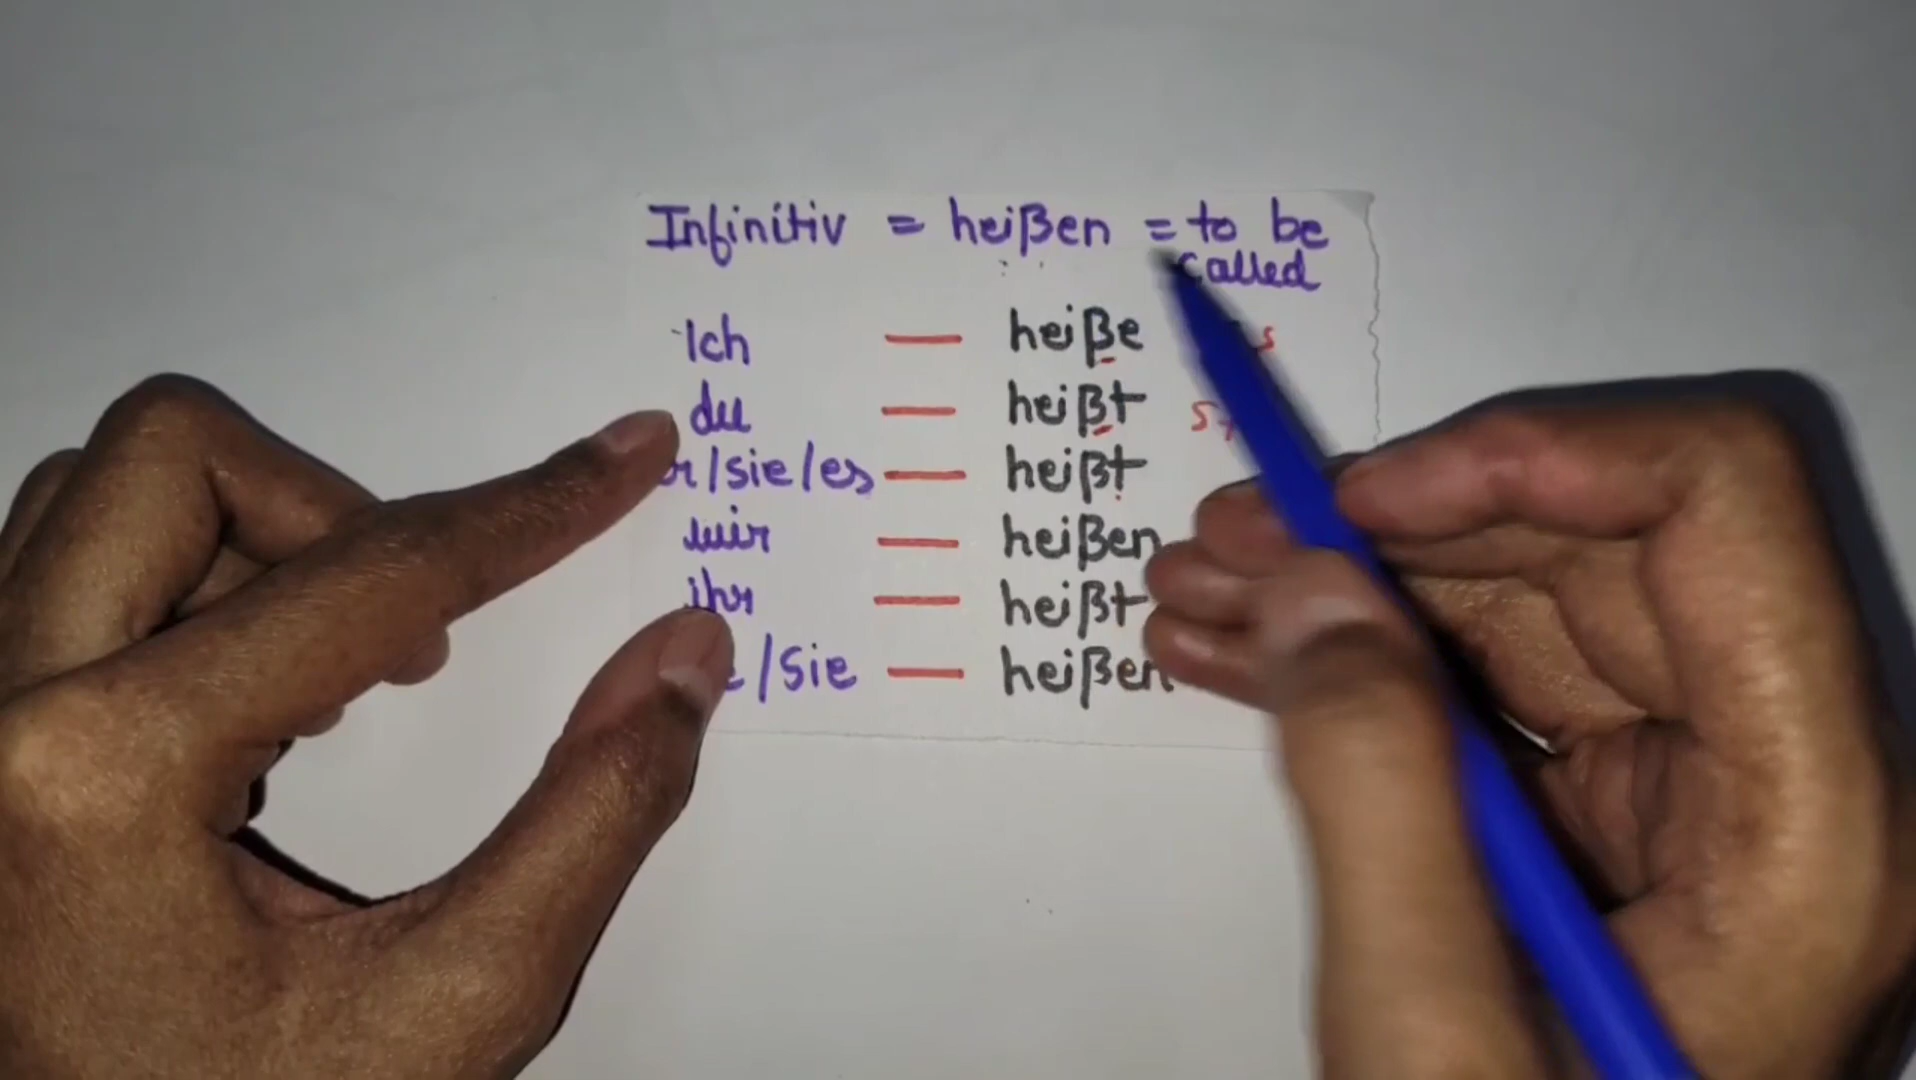 Infinitiv = heißen = to be
called
Ich — heiße
du — heißt
r/sie/es — heißt
wir — heißen
ihr — heißt
/Sie — heißen